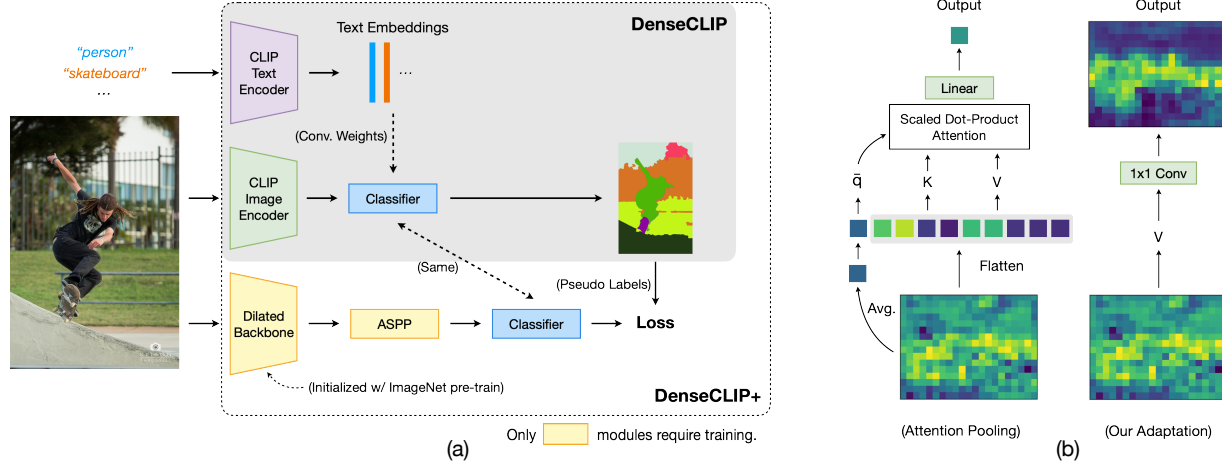 DenseCLIP
Text Embeddings
“person”
“skateboard”
...
CLIP
Text
Encoder
...
(Conv. Weights)
CLIP
Image
Encoder
Classifier
(Same)
(Pseudo Labels)
Dilated
Backbone
ASPP
Classifier
Loss
(Initialized w/ ImageNet pre-train)
DenseCLIP+
Only modules require training.
(a)
Output
Linear
Scaled Dot-Product
Attention
q̄
K
V
Flatten
Avg.
(Attention Pooling)
Output
1x1 Conv
V
(Our Adaptation)
(b)